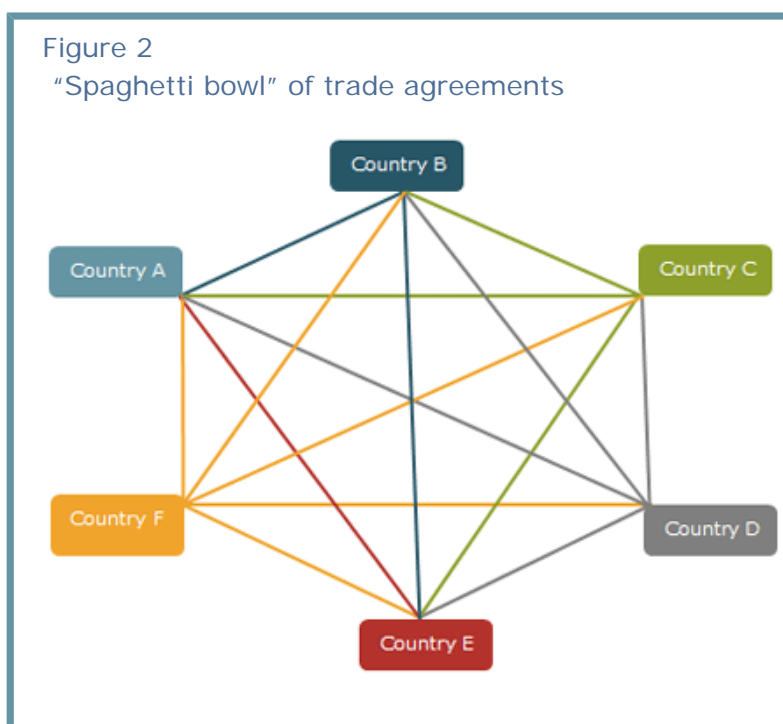 Figure 2
“Spaghetti bowl” of trade agreements
Country B
Country A
Country C
Country F
Country D
Country E